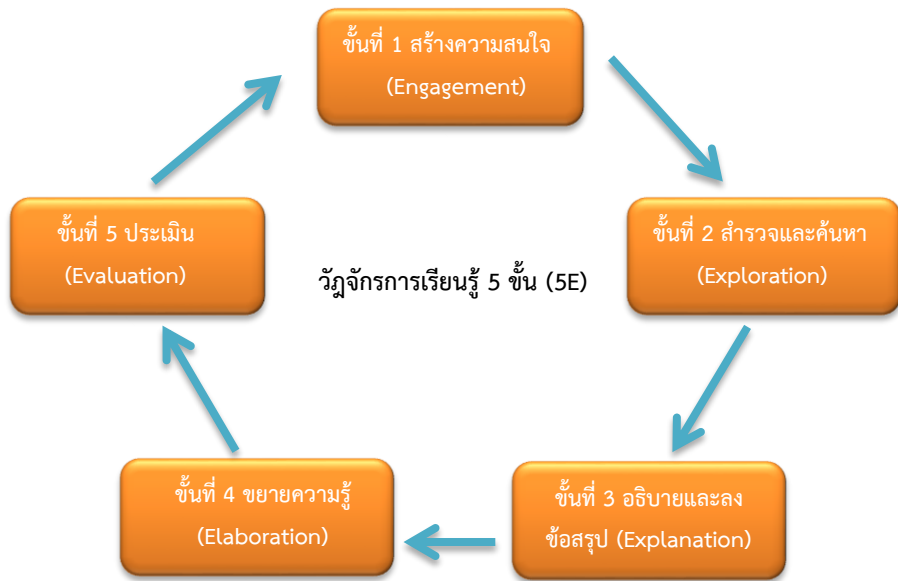 ขั้นที่ 1 สร้างความสนใจ
(Engagement)
ขั้นที่ 2 สำรวจและค้นหา
(Exploration)
ขั้นที่ 3 อธิบายและลง
ข้อสรุป (Explanation)
ขั้นที่ 4 ขยายความรู้
(Elaboration)
ขั้นที่ 5 ประเมิน
(Evaluation)
วัฎจักรการเรียนรู้ 5 ขั้น (5E)